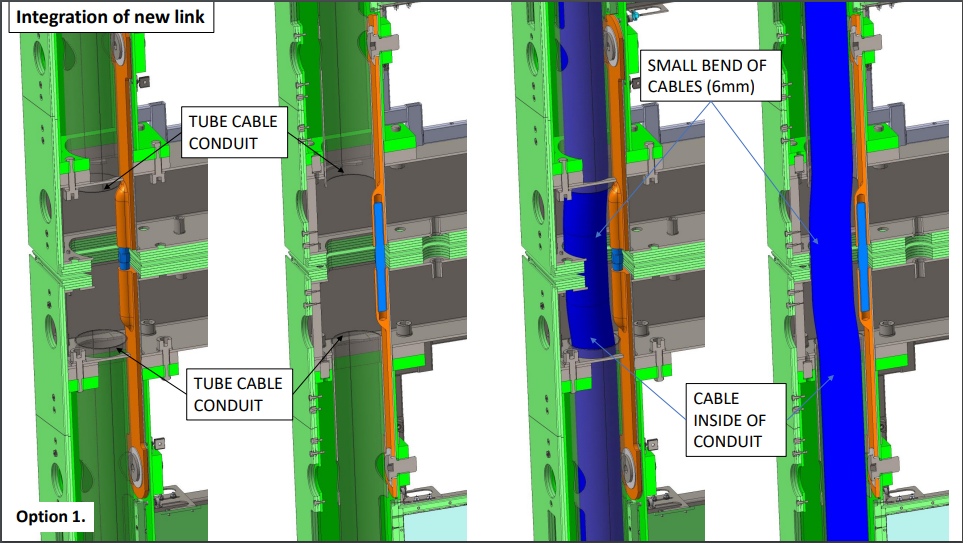 Integration of new link
TUBE CABLE
CONDUIT
SMALL BEND OF
CABLES (6mm)
TUBE CABLE
CONDUIT
CABLE
INSIDE OF
CONDUIT
Option 1.